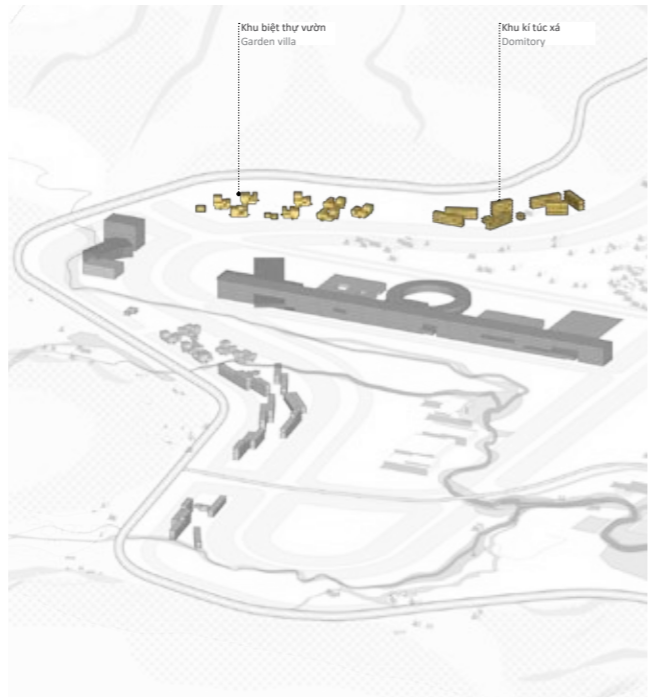 Khu biệt thự vườn
Garden villa
Khu kí túc xá
Domitory